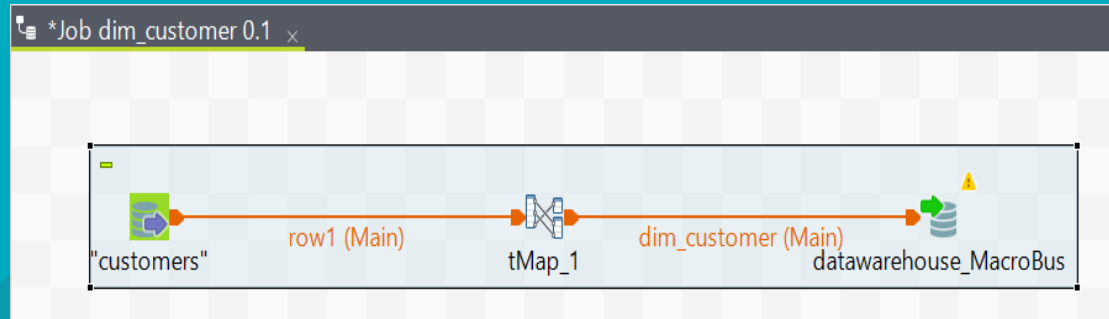 *Job dim_customer 0.1
row1 (Main)
dim_customer (Main)
"customers"
tMap_1
datawarehouse_MacroBus